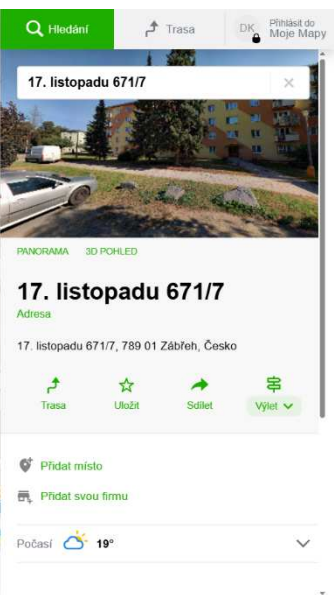 Hledání
Trasa
DK
Přihlásit do
Moje Mapy
17. listopadu 671/7
PANORAMA 3D POHLED
17. listopadu 671/7
Adresa
17. listopadu 671/7, 789 01 Zábřeh, Česko
Trasa Uložit Sdílet Výlet
Přidat místo
Přidat svou firmu
Počasí 19°